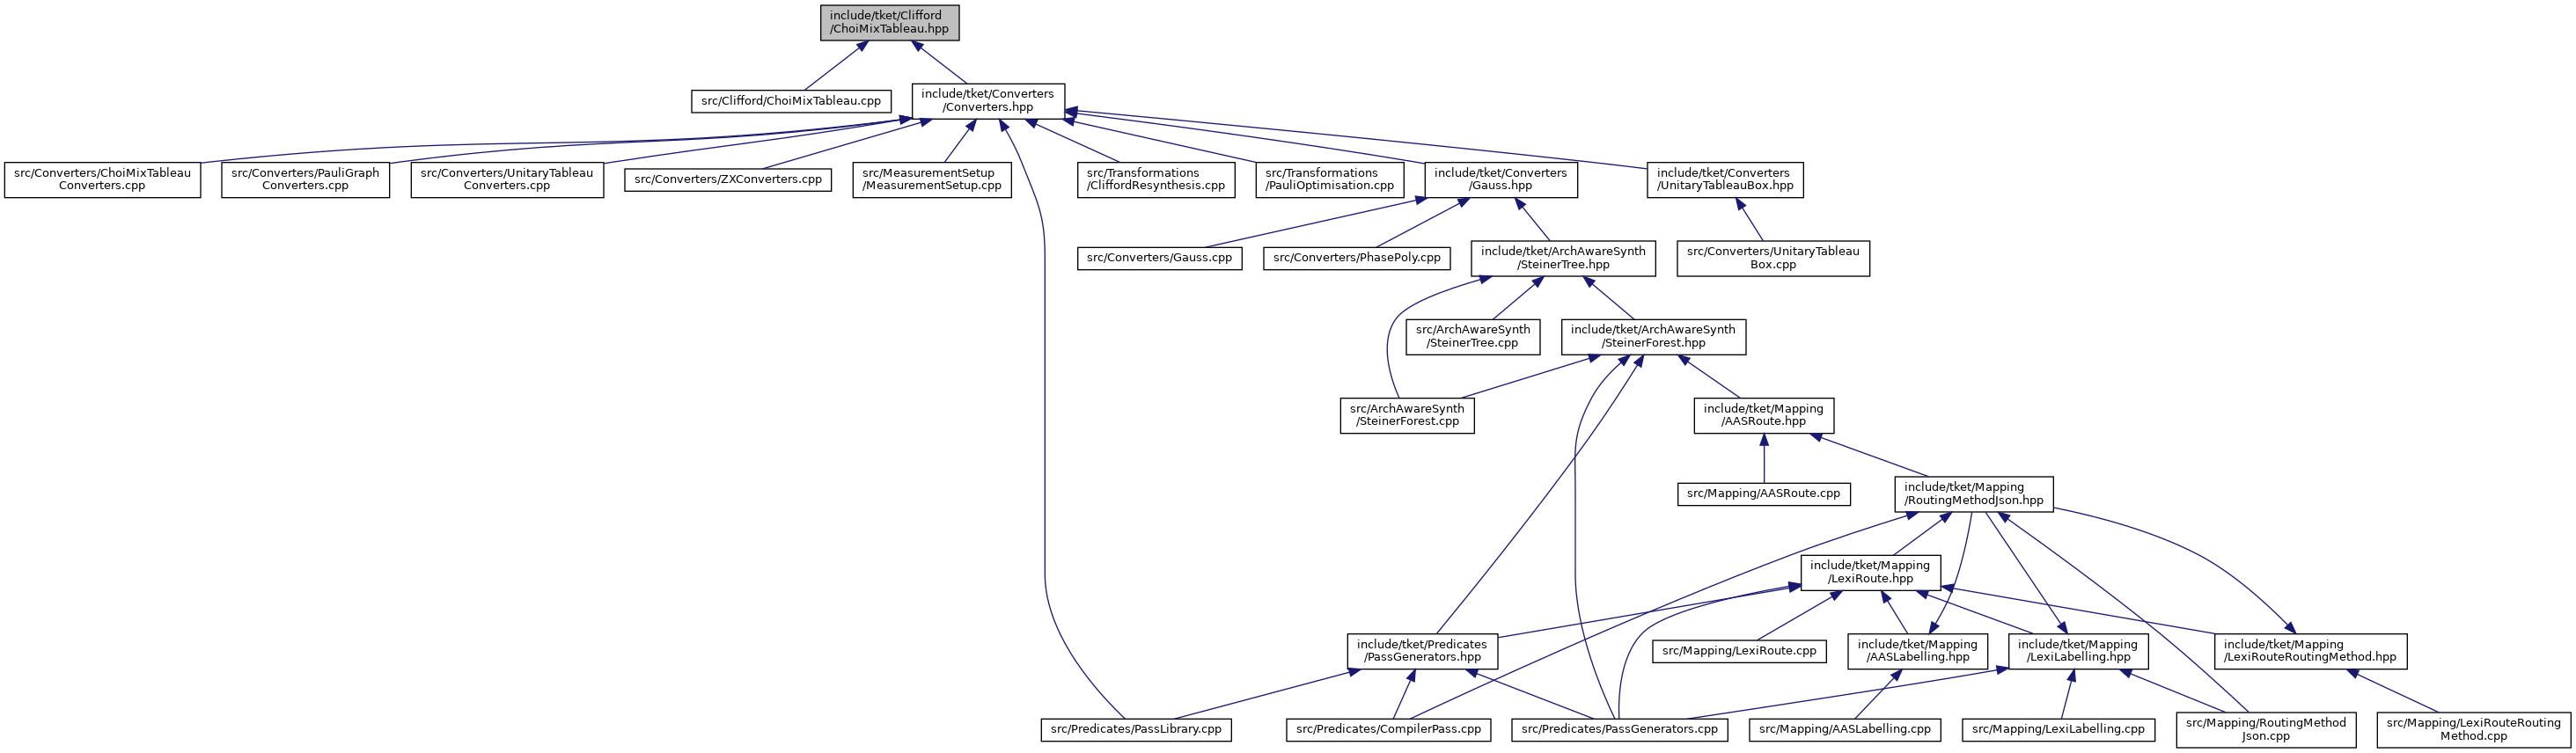 include/tket/Clifford
/ChoiMixTableau.hpp
src/Clifford/ChoiMixTableau.cpp
include/tket/Converters
/Converters.hpp
src/Converters/ChoiMixTableau
Converters.cpp
src/Converters/PauliGraph
Converters.cpp
src/Converters/UnitaryTableau
Converters.cpp
src/Converters/ZXConverters.cpp
src/MeasurementSetup
/MeasurementSetup.cpp
src/Transformations
/CliffordResynthesis.cpp
src/Transformations
/PauliOptimisation.cpp
include/tket/Converters
/Gauss.hpp
include/tket/Converters
/UnitaryTableauBox.hpp
src/Converters/Gauss.cpp
src/Converters/PhasePoly.cpp
include/tket/ArchAwareSynth
/SteinerTree.hpp
src/Converters/UnitaryTableau
Box.cpp
src/ArchAwareSynth
/SteinerTree.cpp
include/tket/ArchAwareSynth
/SteinerForest.hpp
src/ArchAwareSynth
/SteinerForest.cpp
include/tket/Mapping
/AASRoute.hpp
src/Mapping/AASRoute.cpp
include/tket/Mapping
/RoutingMethodJson.hpp
include/tket/Mapping
/LexiRoute.hpp
include/tket/Predicates
/PassGenerators.hpp
src/Mapping/LexiRoute.cpp
include/tket/Mapping
/AASLabelling.hpp
include/tket/Mapping
/LexiLabelling.hpp
include/tket/Mapping
/LexiRouteRoutingMethod.hpp
src/Predicates/PassLibrary.cpp
src/Predicates/CompilerPass.cpp
src/Predicates/PassGenerators.cpp
src/Mapping/AASLabelling.cpp
src/Mapping/LexiLabelling.cpp
src/Mapping/RoutingMethod
Json.cpp
src/Mapping/LexiRouteRouting
Method.cpp